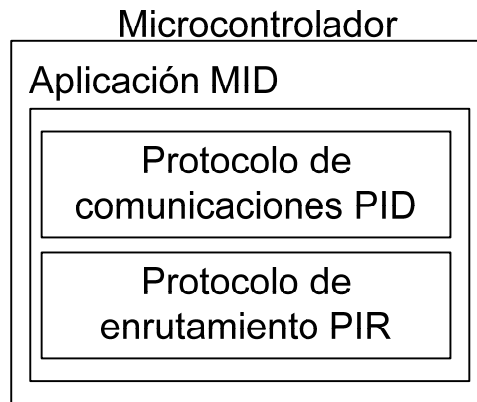 Microcontrolador
Aplicación MID
Protocolo de
comunicaciones PID
Protocolo de
enrutamiento PIR